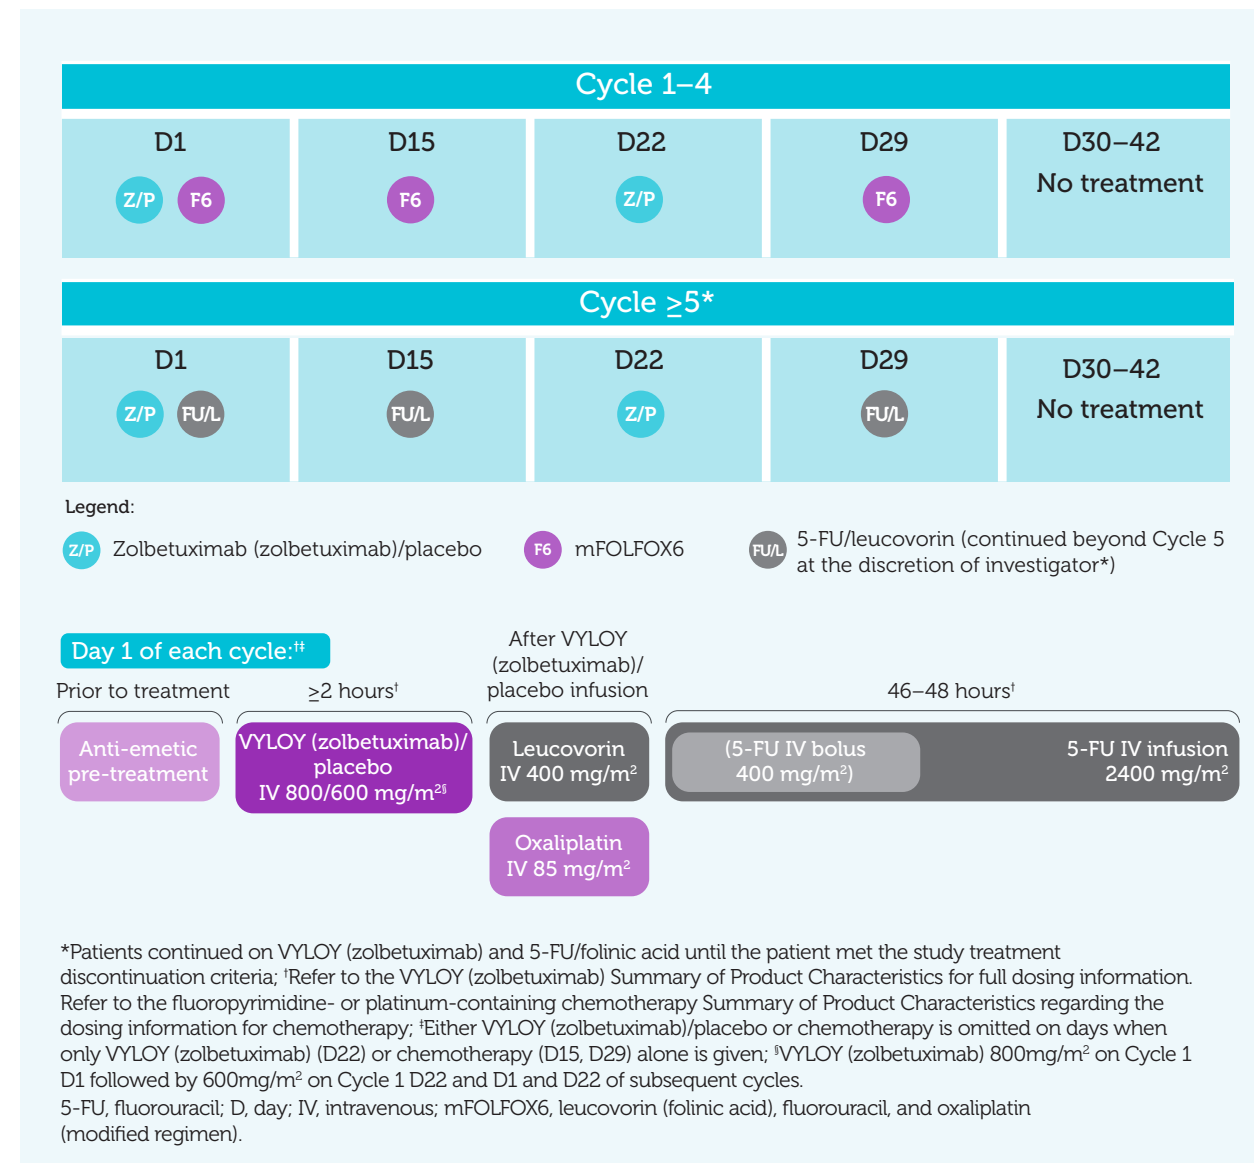 Cycle 1–4
D1
Z/P F6
D15
F6
D22
Z/P
D29
F6
D30–42
No treatment
Cycle ≥5*
D1
Z/P FU/L
D15
FU/L
D22
Z/P
D29
FU/L
D30–42
No treatment
Legend:
Z/P Zolbetuximab (zolbetuximab)/placebo
F6 mFOLFOX6
FU/L 5-FU/leucovorin (continued beyond Cycle 5
at the discretion of investigator*)
Day 1 of each cycle:†‡
Prior to treatment
Anti-emetic
pre-treatment
≥2 hours†
VYLOY (zolbetuximab)/
placebo
IV 800/600 mg/m²§
After VYLOY
(zolbetuximab)/
placebo infusion
Leucovorin
IV 400 mg/m²
Oxaliplatin
IV 85 mg/m²
46–48 hours†
(5-FU IV bolus
400 mg/m²)
5-FU IV infusion
2400 mg/m²
*Patients continued on VYLOY (zolbetuximab) and 5-FU/folinic acid until the patient met the study treatment
discontinuation criteria; †Refer to the VYLOY (zolbetuximab) Summary of Product Characteristics for full dosing information.
Refer to the fluoropyrimidine- or platinum-containing chemotherapy Summary of Product Characteristics regarding the
dosing information for chemotherapy; ‡Either VYLOY (zolbetuximab)/placebo or chemotherapy is omitted on days when
only VYLOY (zolbetuximab) (D22) or chemotherapy (D15, D29) alone is given; §VYLOY (zolbetuximab) 800mg/m² on Cycle 1
D1 followed by 600mg/m² on Cycle 1 D22 and D1 and D22 of subsequent cycles.
5-FU, fluorouracil; D, day; IV, intravenous; mFOLFOX6, leucovorin (folinic acid), fluorouracil, and oxaliplatin
(modified regimen).